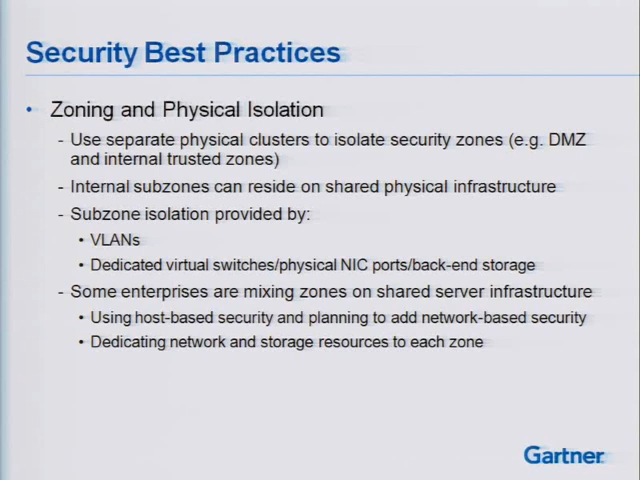 Security Best Practices
• Zoning and Physical Isolation
- Use separate physical clusters to isolate security zones (e.g. DMZ
and internal trusted zones)
- Internal subzones can reside on shared physical infrastructure
- Subzone isolation provided by:
• VLANs
• Dedicated virtual switches/physical NIC ports/back-end storage
- Some enterprises are mixing zones on shared server infrastructure
• Using host-based security and planning to add network-based security
• Dedicating network and storage resources to each zone
Gartner